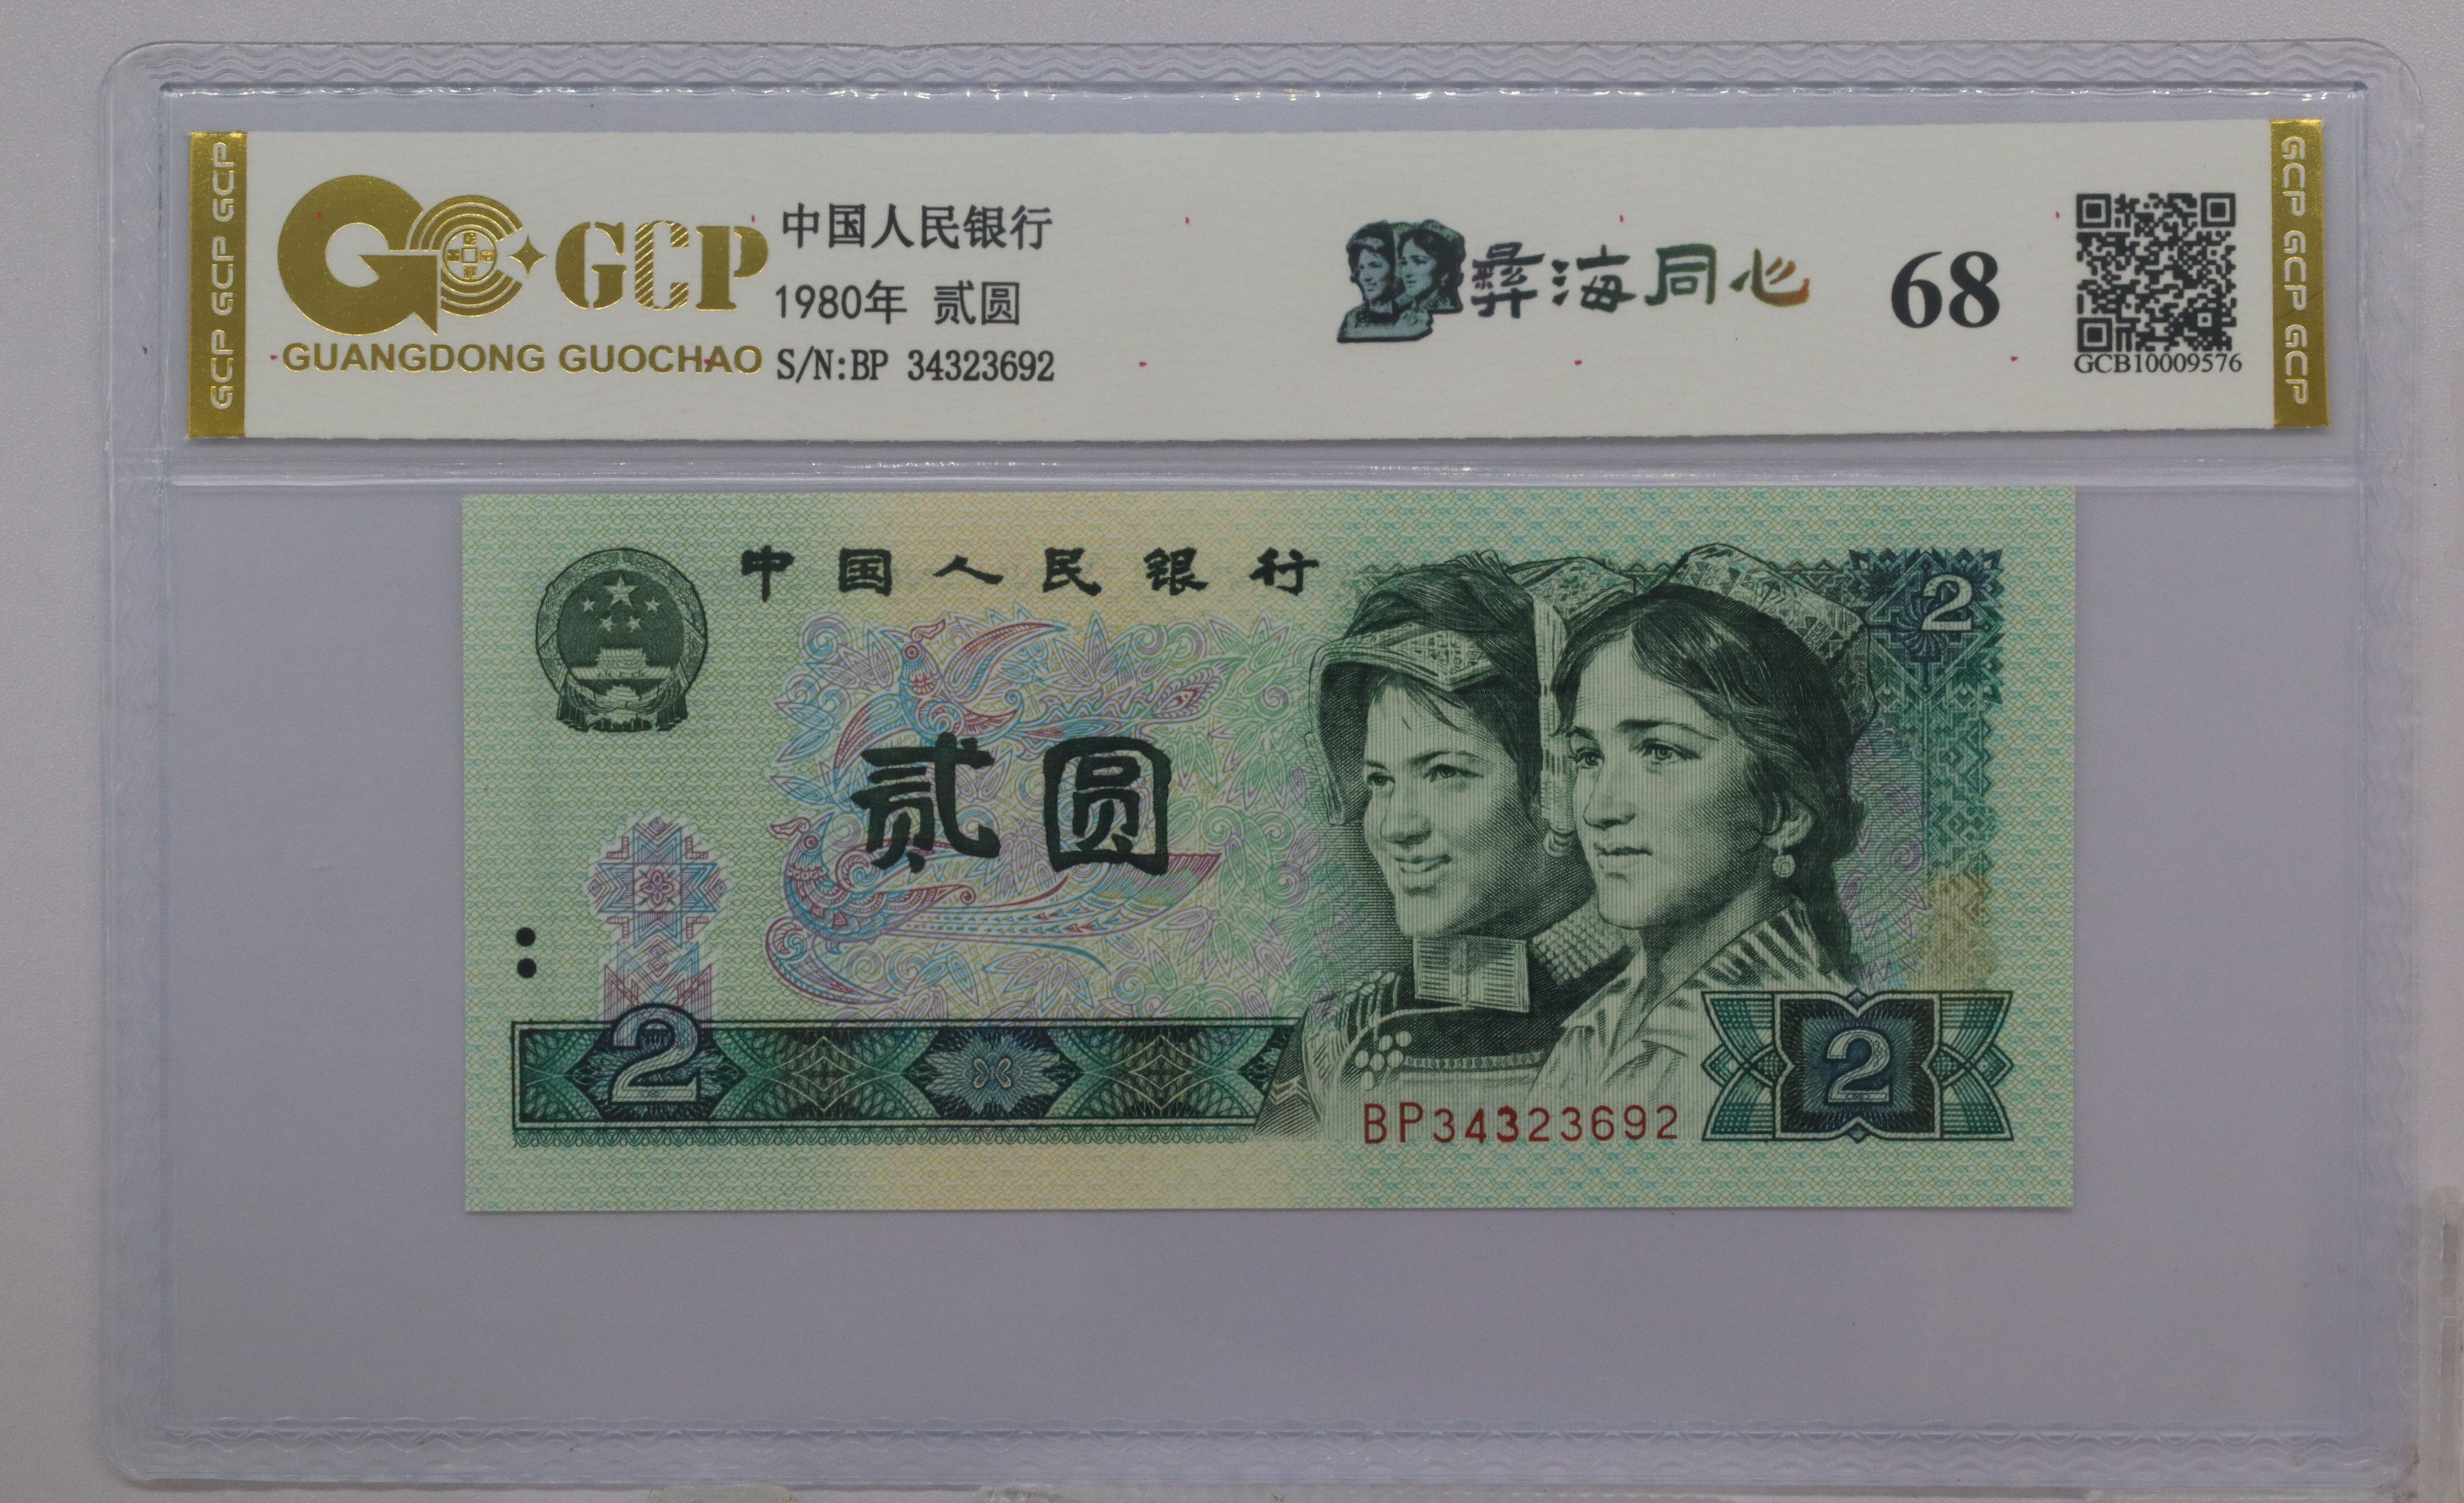 GCP GCP GCP
GCP
GUANGDONG GUOCHAO
中国人民银行
1980年 贰圆
S/N:BP 34323692
彝海同心
68
GCB10009576
GCP GCP GCP
中国人民银行
2
贰圆
2
2
BP34323692